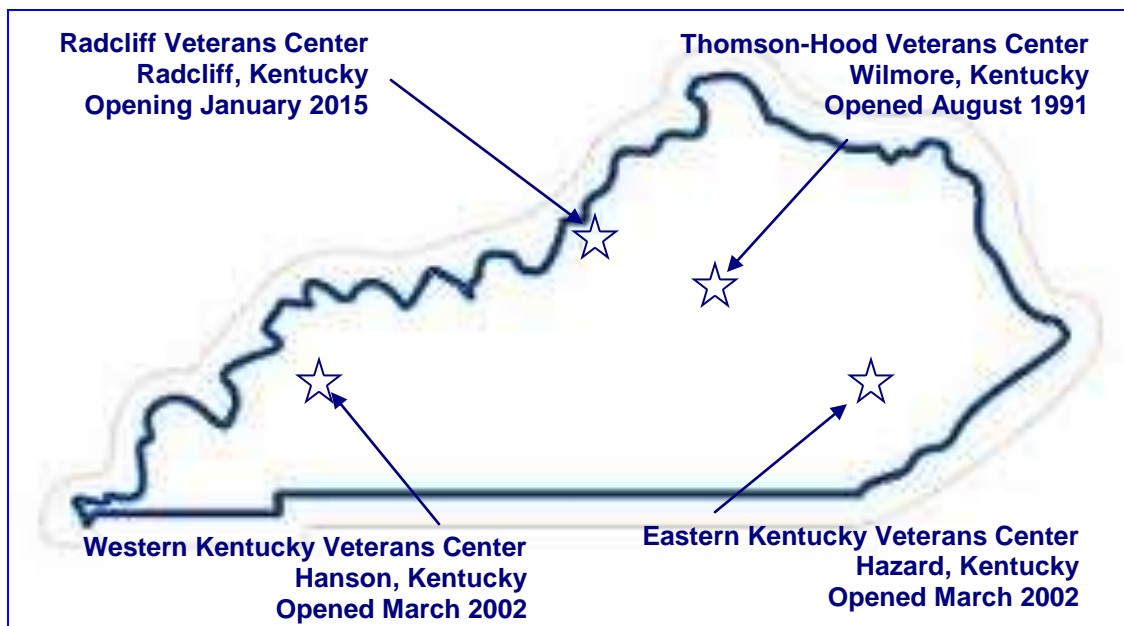 Radcliff Veterans Center
Radcliff, Kentucky
Opening January 2015
Thomson-Hood Veterans Center
Wilmore, Kentucky
Opened August 1991
Western Kentucky Veterans Center
Hanson, Kentucky
Opened March 2002
Eastern Kentucky Veterans Center
Hazard, Kentucky
Opened March 2002